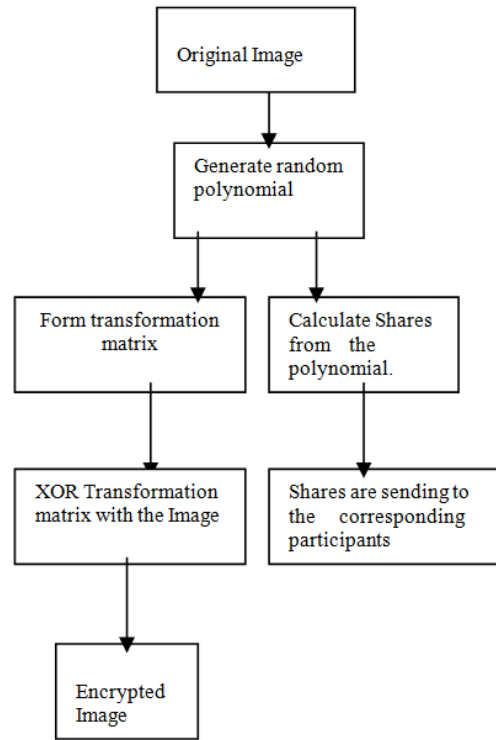 Original Image
Generate random
polynomial
Form transformation
matrix
Calculate Shares
from the
polynomial.
XOR Transformation
matrix with the Image
Shares are sending to
the corresponding
participants
Encrypted
Image